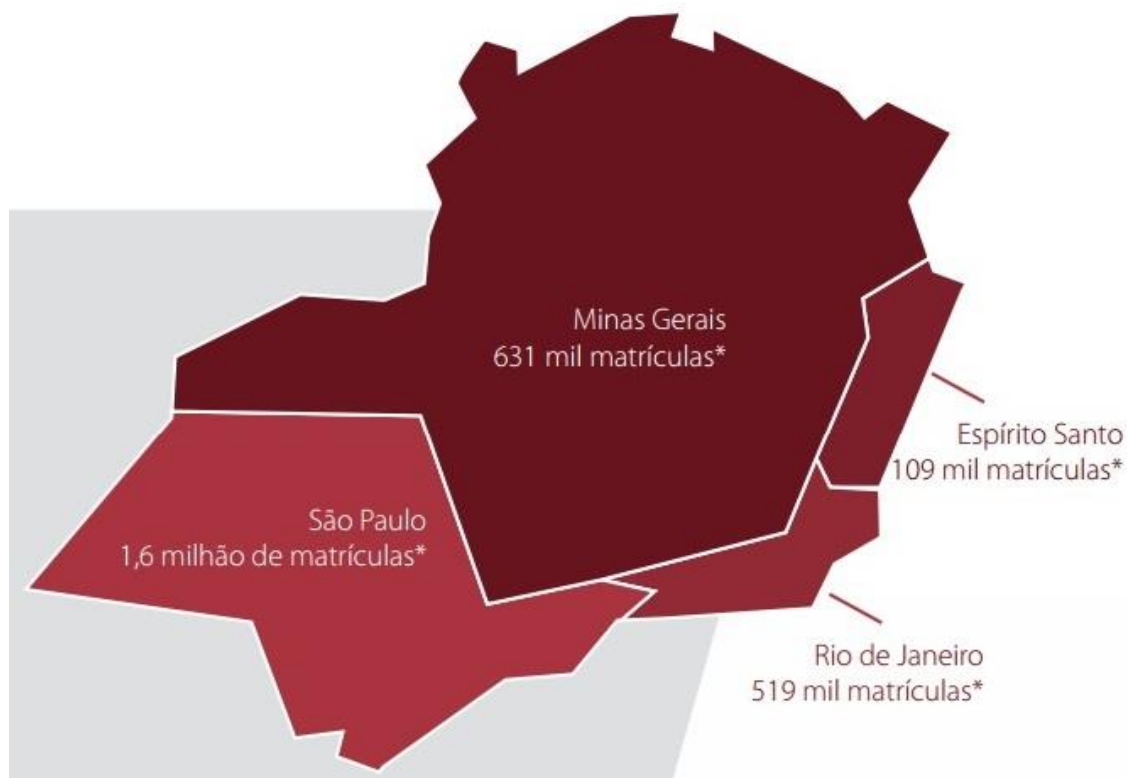 Minas Gerais
631 mil matrículas*
Espírito Santo
109 mil matrículas*
São Paulo
1,6 milhão de matrículas*
Rio de Janeiro
519 mil matrículas*